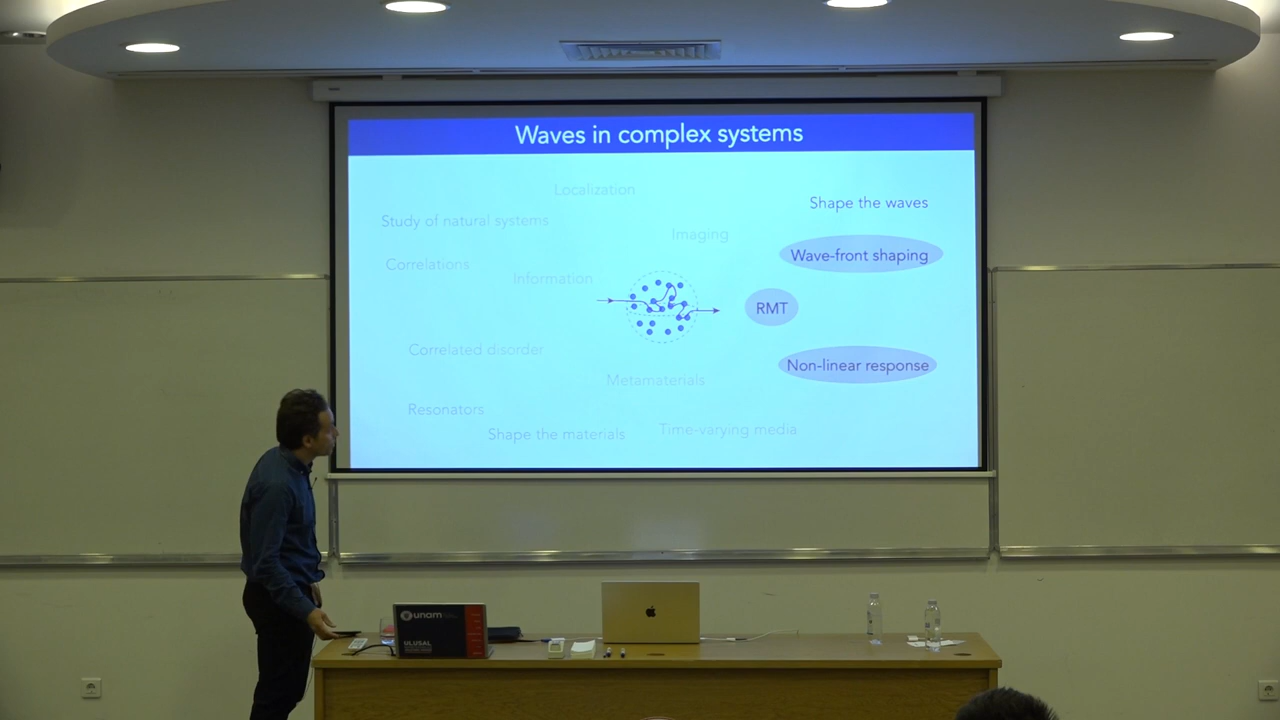 Waves in complex systems
Localization
Shape the waves
Study of natural systems
Imaging
Wave-front shaping
Correlations
Information
RMT
Correlated disorder
Non-linear response
Metamaterials
Resonators
Shape the materials
Time-varying media
unam
ULUSAL